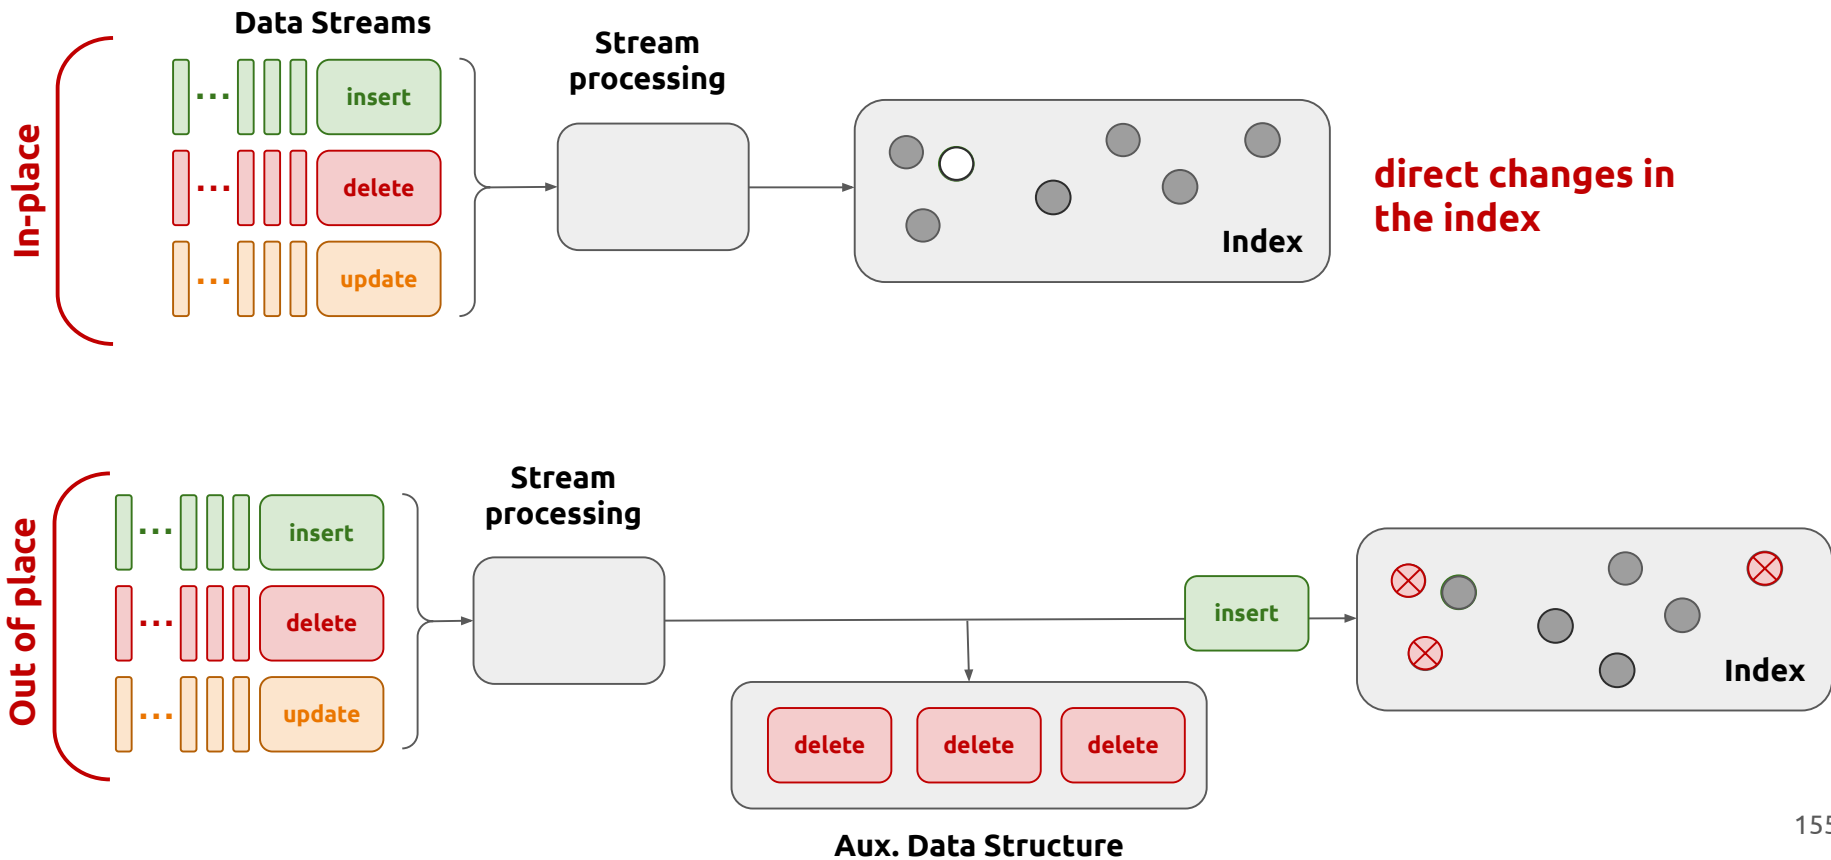 Data Streams
Stream
processing
In-place
... insert
... delete
... update
Index
direct changes in
the index
Stream
processing
Out of place
... insert
... delete
... update
insert
Index
delete delete delete
Aux. Data Structure
155